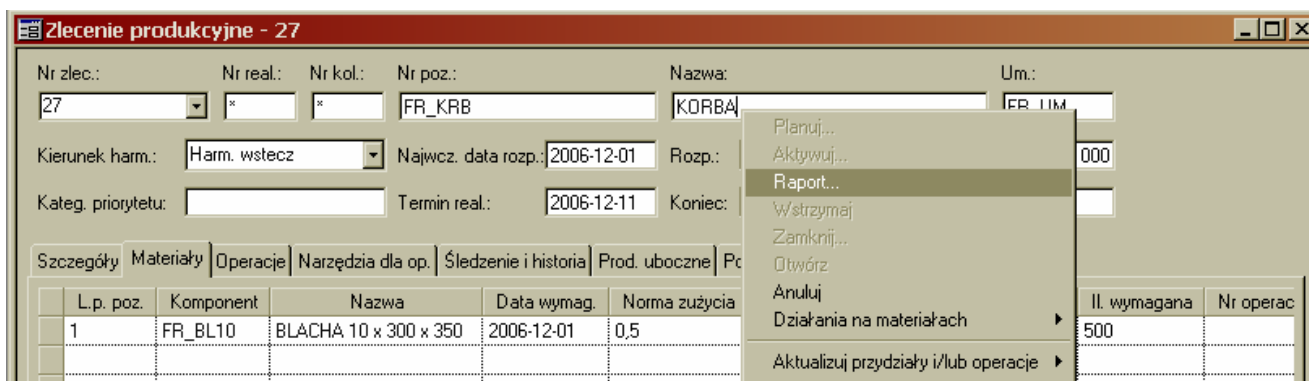 Zlecenie produkcyjne - 27
Nr zlec.: Nr real.: Nr kol.: Nr poz.: Nazwa: Um.:
27 * * FR_KRB KORBA FR_UM
Planuj...
Kierunek harm.: Harm. wstecz Najwcz. data rozp.: 2006-12-01 Rozp.: Aktywuj... 000
Raport...
Kateg. priorytetu: Termin real.: 2006-12-11 Koniec: Wstrzymaj
Zamknij...
Szczegóły Materiały Operacje Narzędzia dla op. Śledzenie i historia Prod. uboczne Otwórz
L.p. poz. Komponent Nazwa Data wymag. Norma zużycia Anuluj Il. wymagana Nr operac
1 FR_BL10 BLACHA 10 x 300 x 350 2006-12-01 0,5 Działania na materiałach 500
Aktualizuj przydziały i/lub operacje